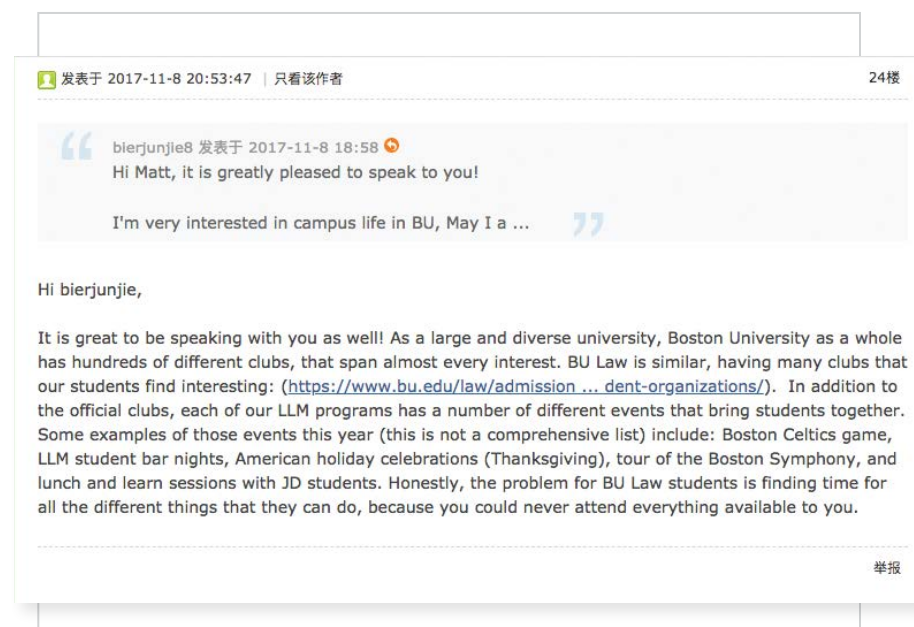 发表于 2017-11-8 20:53:47 | 只看该作者 24楼
bierjunjie8 发表于 2017-11-8 18:58
Hi Matt, it is greatly pleased to speak to you!
I'm very interested in campus life in BU, May I a ...
Hi bierjunjie,
It is great to be speaking with you as well! As a large and diverse university, Boston University as a whole
has hundreds of different clubs, that span almost every interest. BU Law is similar, having many clubs that
our students find interesting: (https://www.bu.edu/law/admission ... dent-organizations/). In addition to
the official clubs, each of our LLM programs has a number of different events that bring students together.
Some examples of those events this year (this is not a comprehensive list) include: Boston Celtics game,
LLM student bar nights, American holiday celebrations (Thanksgiving), tour of the Boston Symphony, and
lunch and learn sessions with JD students. Honestly, the problem for BU Law students is finding time for
all the different things that they can do, because you could never attend everything available to you.
举报